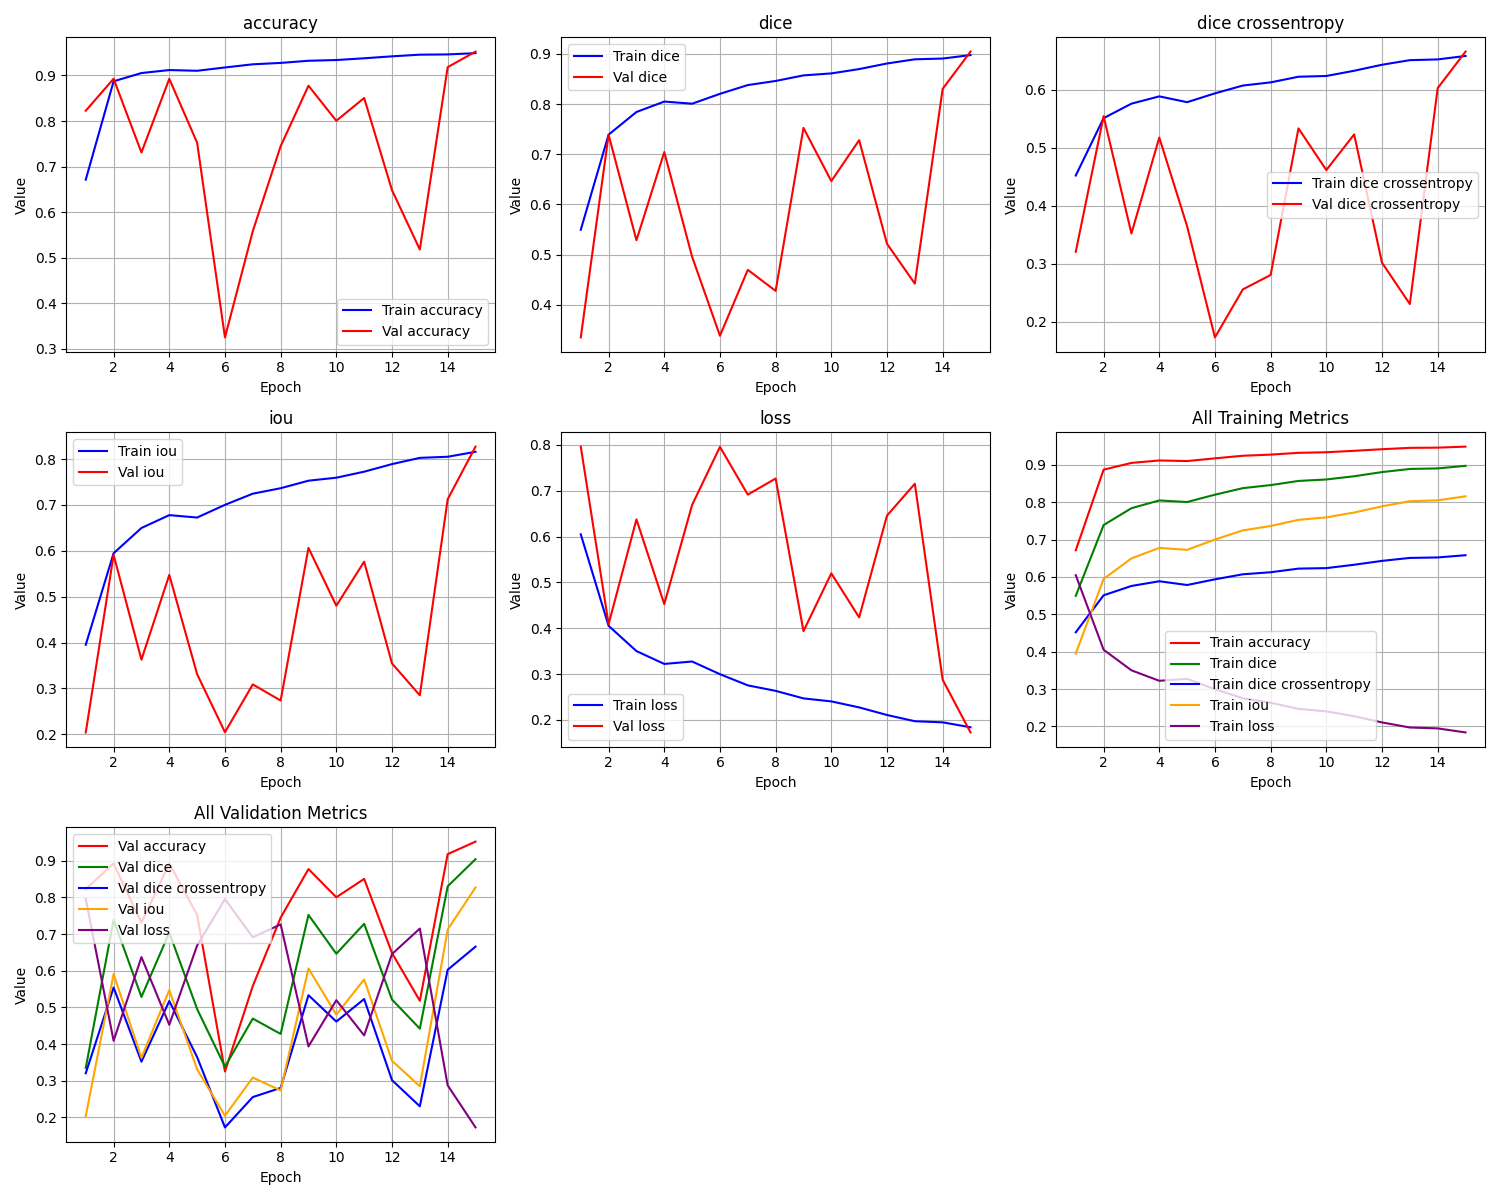 accuracy
0.9
0.8
0.7
0.6
0.5
0.4
0.3
Value
2 4 6 8 10 12 14
Epoch
Train accuracy
Val accuracy
dice
0.9
0.8
0.7
0.6
0.5
0.4
Value
2 4 6 8 10 12 14
Epoch
Train dice
Val dice
dice crossentropy
0.6
0.5
0.4
0.3
0.2
Value
2 4 6 8 10 12 14
Epoch
Train dice crossentropy
Val dice crossentropy
iou
0.8
0.7
0.6
0.5
0.4
0.3
0.2
Value
2 4 6 8 10 12 14
Epoch
Train iou
Val iou
loss
0.8
0.7
0.6
0.5
0.4
0.3
0.2
Value
2 4 6 8 10 12 14
Epoch
Train loss
Val loss
All Training Metrics
0.9
0.8
0.7
0.6
0.5
0.4
0.3
0.2
Value
2 4 6 8 10 12 14
Epoch
Train accuracy
Train dice
Train dice crossentropy
Train iou
Train loss
All Validation Metrics
0.9
0.8
0.7
0.6
0.5
0.4
0.3
0.2
Value
2 4 6 8 10 12 14
Epoch
Val accuracy
Val dice
Val dice crossentropy
Val iou
Val loss